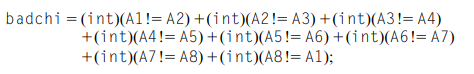 badchi = (int)(A1!= A2) +(int)(A2!= A3) +(int)(A3!= A4)
+(int)(A4!= A5) +(int)(A5!= A6) +(int)(A6!= A7)
+(int)(A7!= A8) +(int)(A8!= A1);